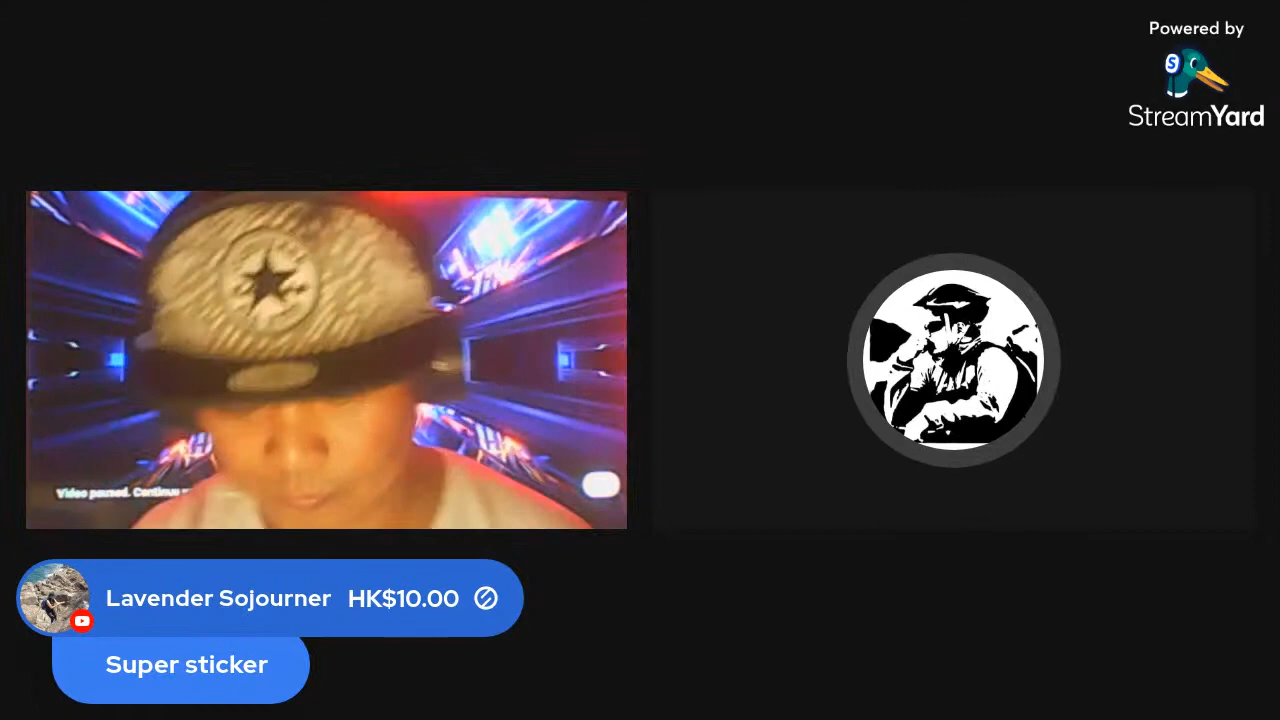 Powered by
StreamYard
Video paused. Continue
Lavender Sojourner HK$10.00
Super sticker